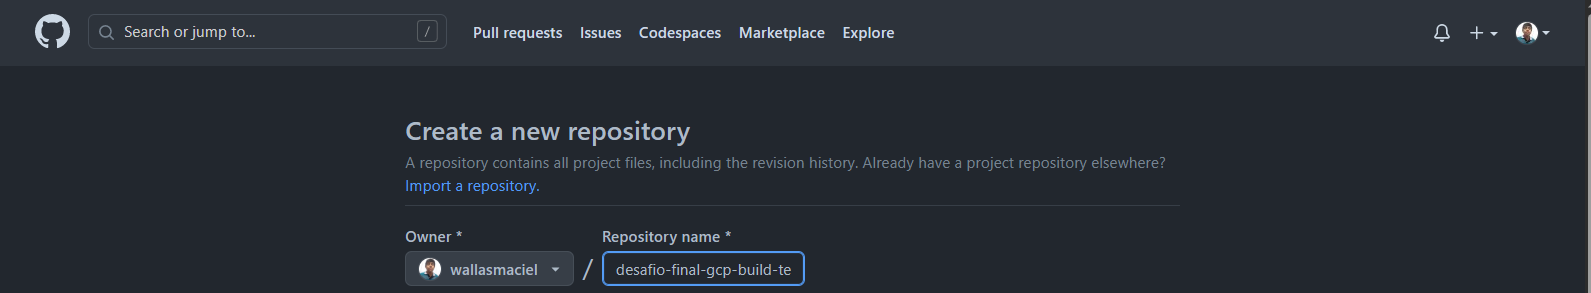 Search or jump to... / Pull requests Issues Codespaces Marketplace Explore
Create a new repository
A repository contains all project files, including the revision history. Already have a project repository elsewhere?
Import a repository.
Owner * Repository name *
wallasmaciel / desafio-final-gcp-build-te